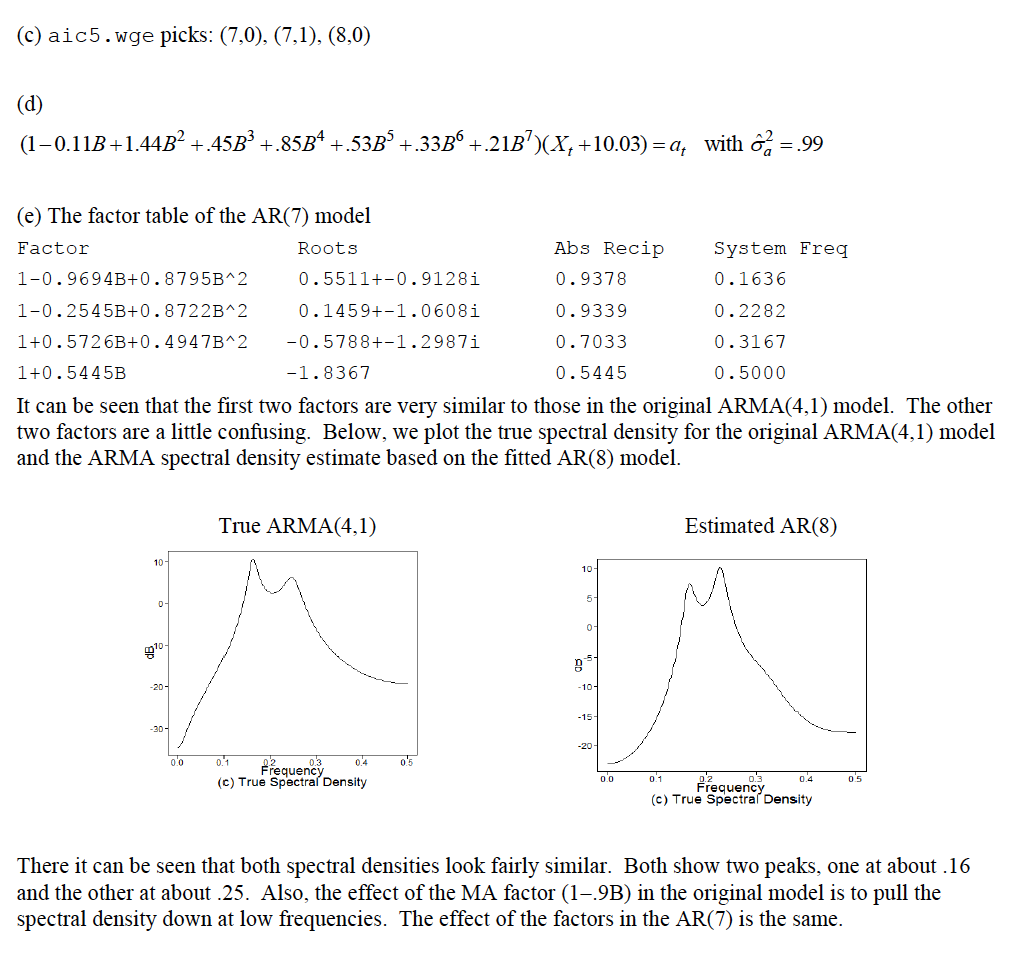 (c) aic5.wge picks: (7,0), (7,1), (8,0)
(d)
(1−0.11B+1.44B²+.45B³+.85B⁴+.53B⁵+.33B⁶+.21B⁷)(Xₜ+10.03)=aₜ with σ̂ₐ²=.99
(e) The factor table of the AR(7) model
Factor Roots Abs Recip System Freq
1-0.9694B+0.8795B^2 0.5511+-0.9128i 0.9378 0.1636
1-0.2545B+0.8722B^2 0.1459+-1.0608i 0.9339 0.2282
1+0.5726B+0.4947B^2 -0.5788+-1.2987i 0.7033 0.3167
1+0.5445B -1.8367 0.5445 0.5000
It can be seen that the first two factors are very similar to those in the original ARMA(4,1) model. The other
two factors are a little confusing. Below, we plot the true spectral density for the original ARMA(4,1) model
and the ARMA spectral density estimate based on the fitted AR(8) model.
True ARMA(4,1) Estimated AR(8)
10
0
-10
-20
-30
dB
0.0 0.1 0.2 0.3 0.4 0.5
Frequency
(c) True Spectral Density
10
5
0
-5
-10
-15
-20
dB
0.0 0.1 0.2 0.3 0.4 0.5
Frequency
(c) True Spectral Density
There it can be seen that both spectral densities look fairly similar. Both show two peaks, one at about .16
and the other at about .25. Also, the effect of the MA factor (1−.9B) in the original model is to pull the
spectral density down at low frequencies. The effect of the factors in the AR(7) is the same.